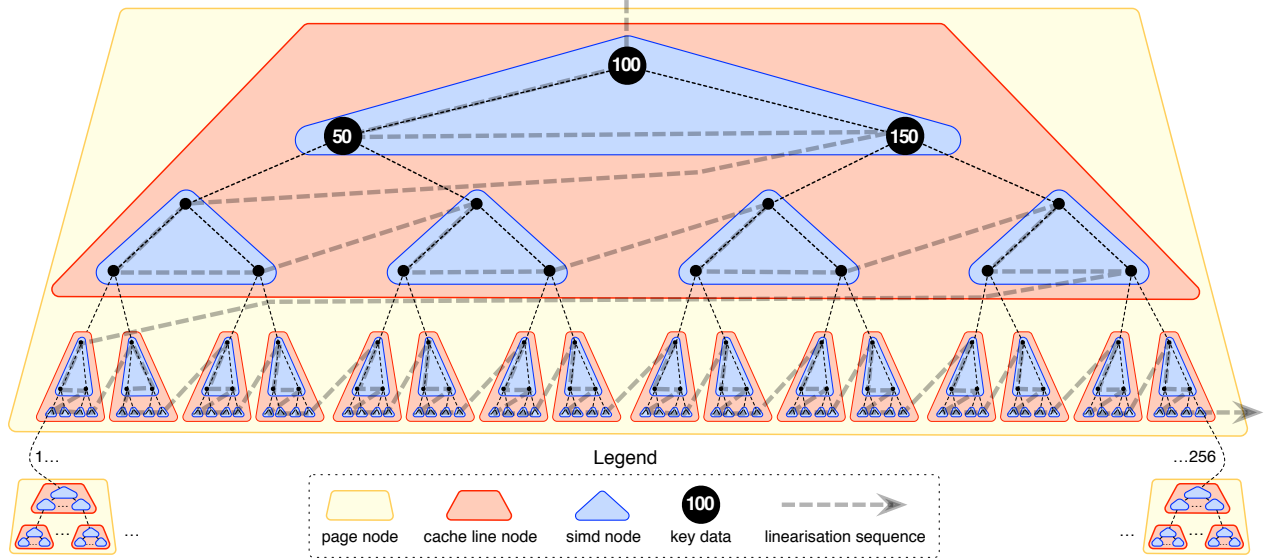 100
50
150
1…
…256
Legend
100
page node
cache line node
simd node
key data
linearisation sequence